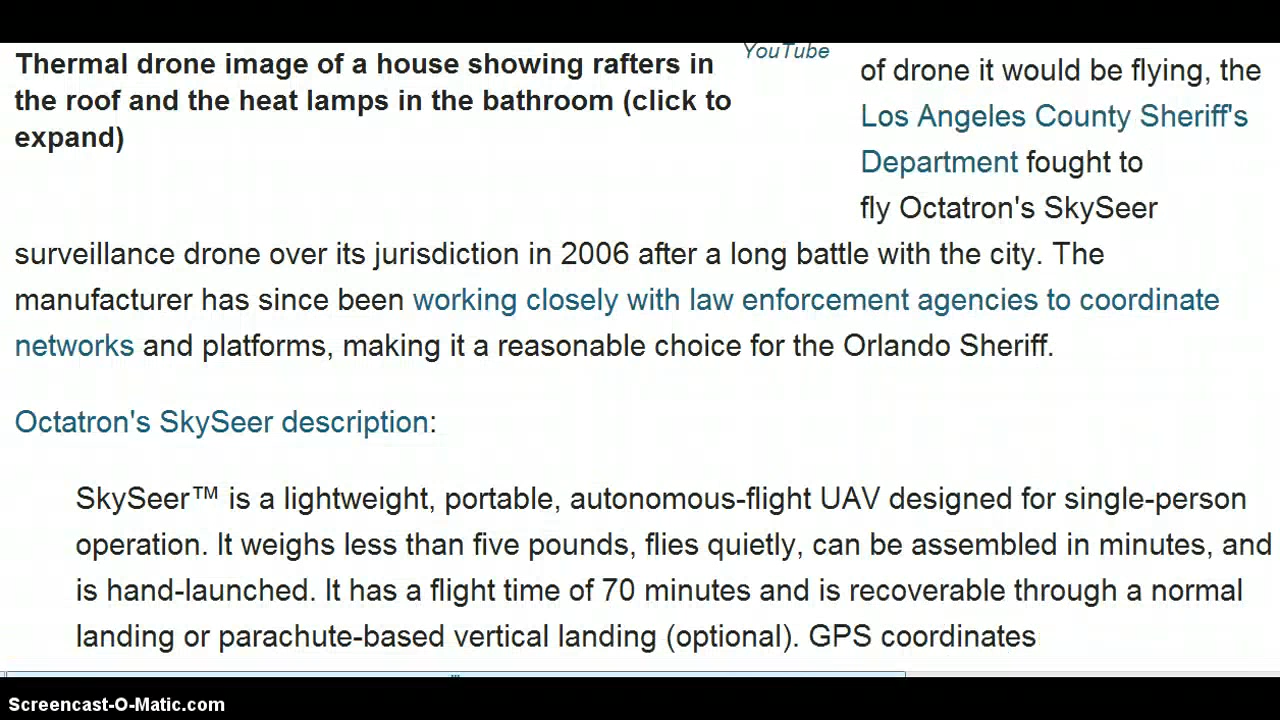 YouTube
Thermal drone image of a house showing rafters in
the roof and the heat lamps in the bathroom (click to
expand)
of drone it would be flying, the
Los Angeles County Sheriff's
Department fought to
fly Octatron's SkySeer
surveillance drone over its jurisdiction in 2006 after a long battle with the city. The
manufacturer has since been working closely with law enforcement agencies to coordinate
networks and platforms, making it a reasonable choice for the Orlando Sheriff.
Octatron's SkySeer description:
SkySeer™ is a lightweight, portable, autonomous-flight UAV designed for single-person
operation. It weighs less than five pounds, flies quietly, can be assembled in minutes, and
is hand-launched. It has a flight time of 70 minutes and is recoverable through a normal
landing or parachute-based vertical landing (optional). GPS coordinates
Screencast-O-Matic.com